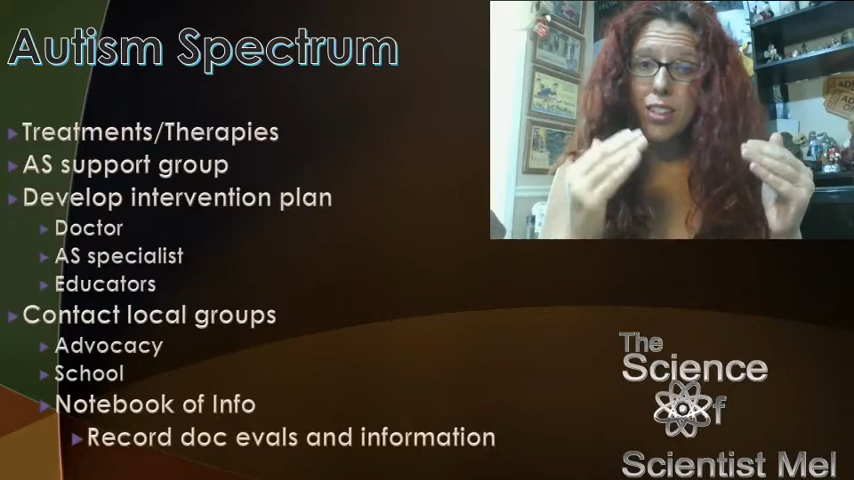 Autism Spectrum
Treatments/Therapies
AS support group
Develop intervention plan
Doctor
AS specialist
Educators
Contact local groups
Advocacy
School
Notebook of Info
Record doc evals and information
The
Science
of
Scientist Mel